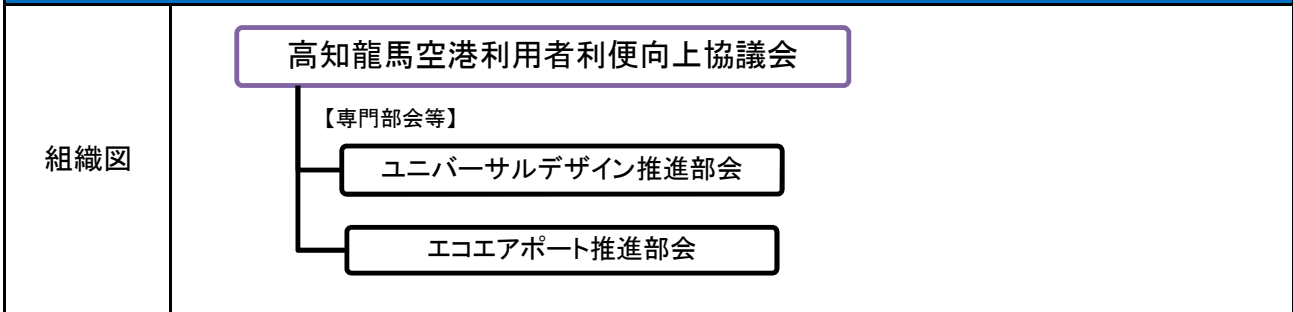 高知龍馬空港利用者利便向上協議会
【専門部会等】
組織図
ユニバーサルデザイン推進部会
エコエアポート推進部会